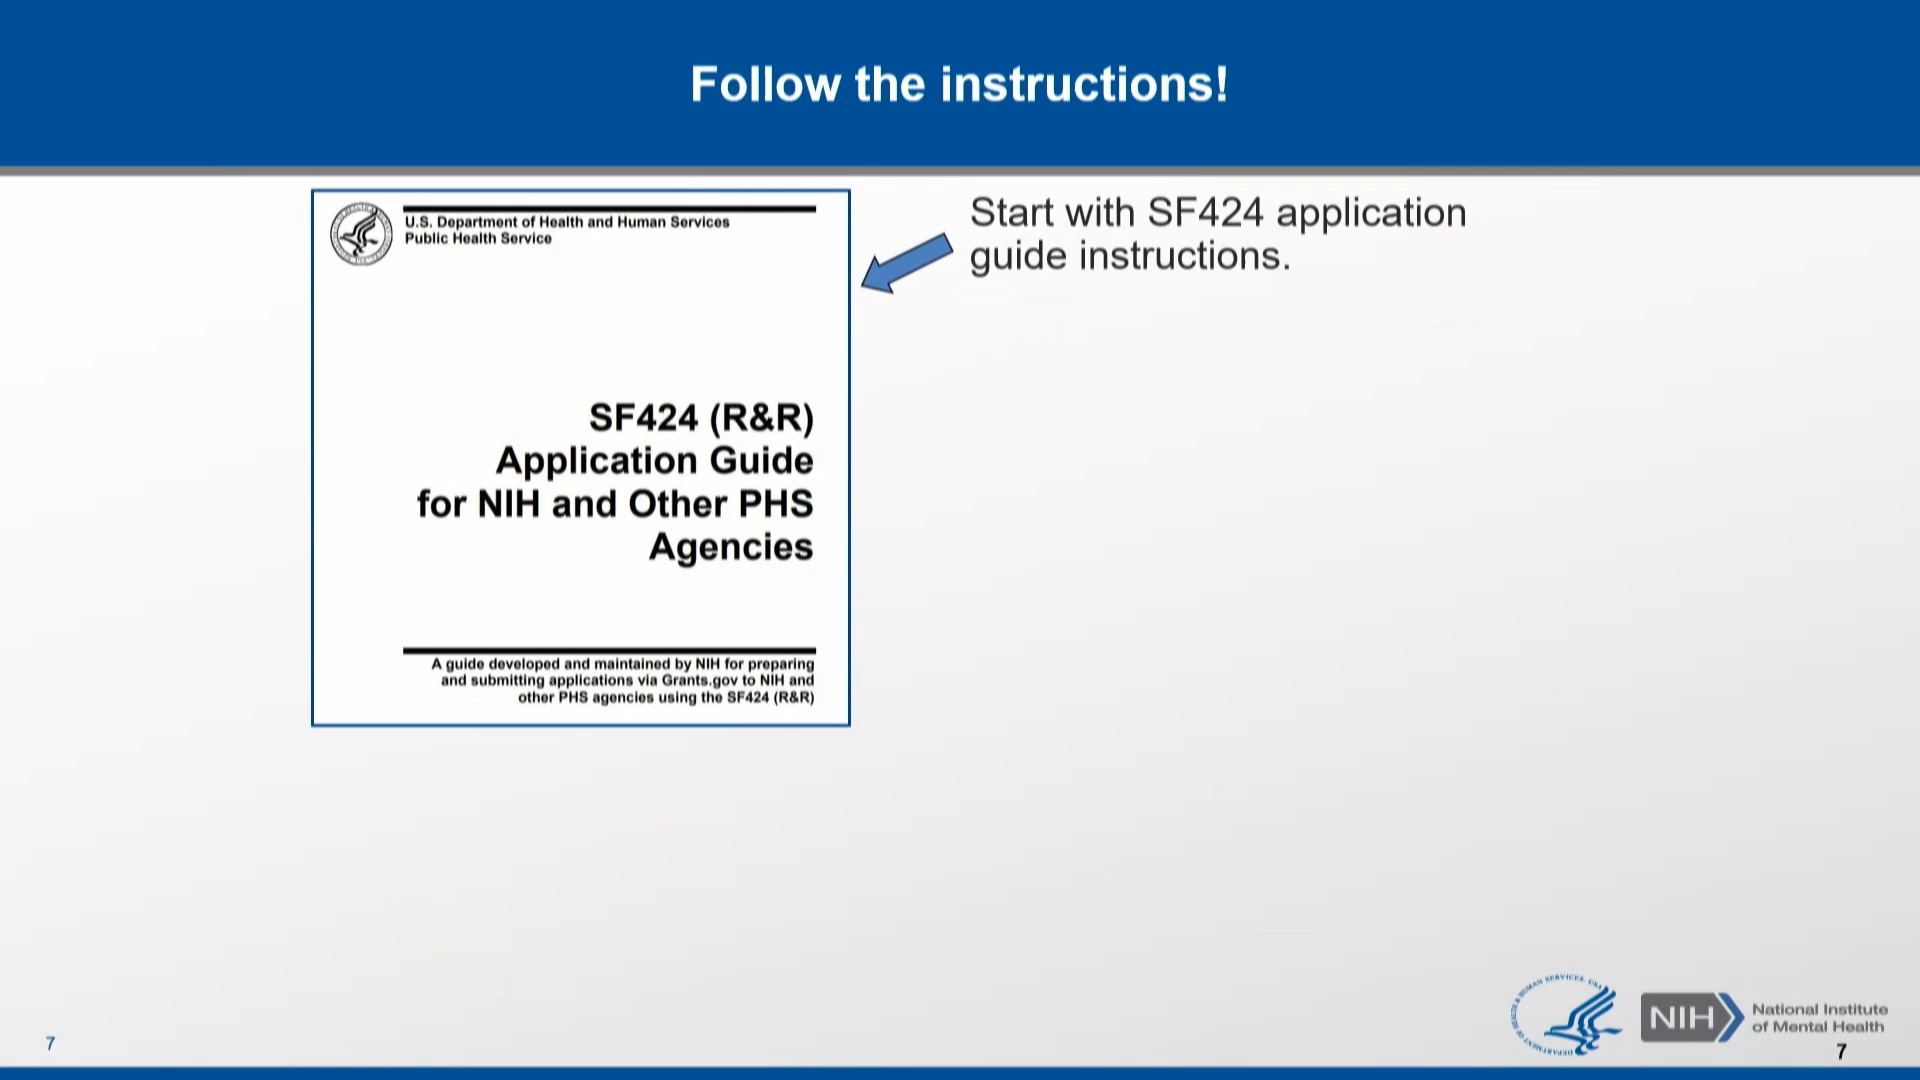 Follow the instructions!
U.S. Department of Health and Human Services
Public Health Service
Start with SF424 application
guide instructions.
SF424 (R&R)
Application Guide
for NIH and Other PHS
Agencies
A guide developed and maintained by NIH for preparing
and submitting applications via Grants.gov to NIH and
other PHS agencies using the SF424 (R&R)
7
NIH
National Institute
of Mental Health
7